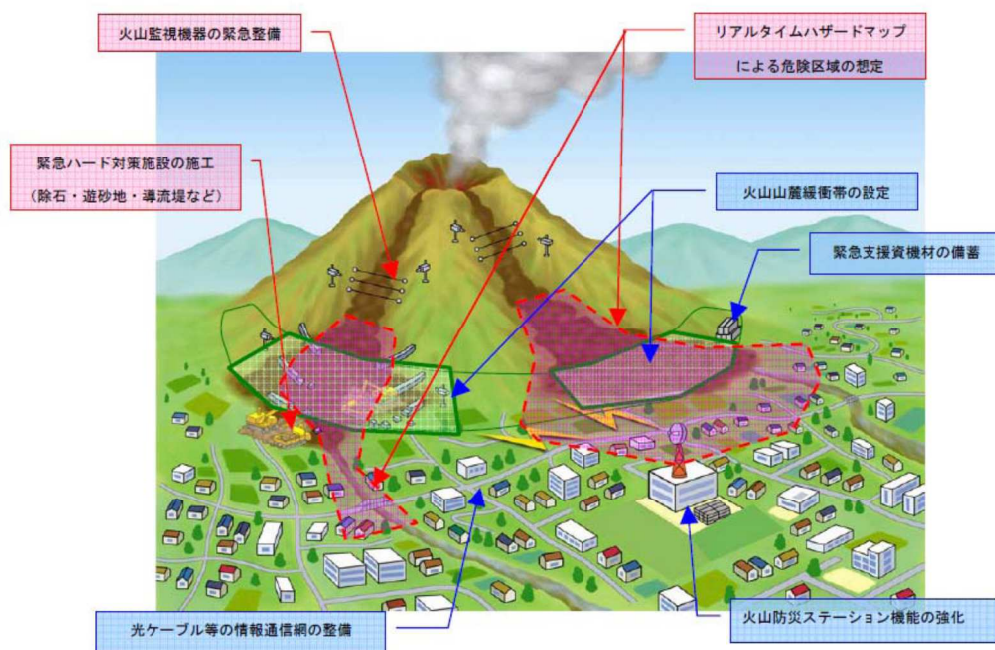 火山監視機器の緊急整備
リアルタイムハザードマップ
による危険区域の想定
緊急ハード対策施設の施工
（除石・遊砂地・導流堤など）
火山山麓緩衝帯の設定
緊急支援資機材の備蓄
光ケーブル等の情報通信網の整備
火山防災ステーション機能の強化